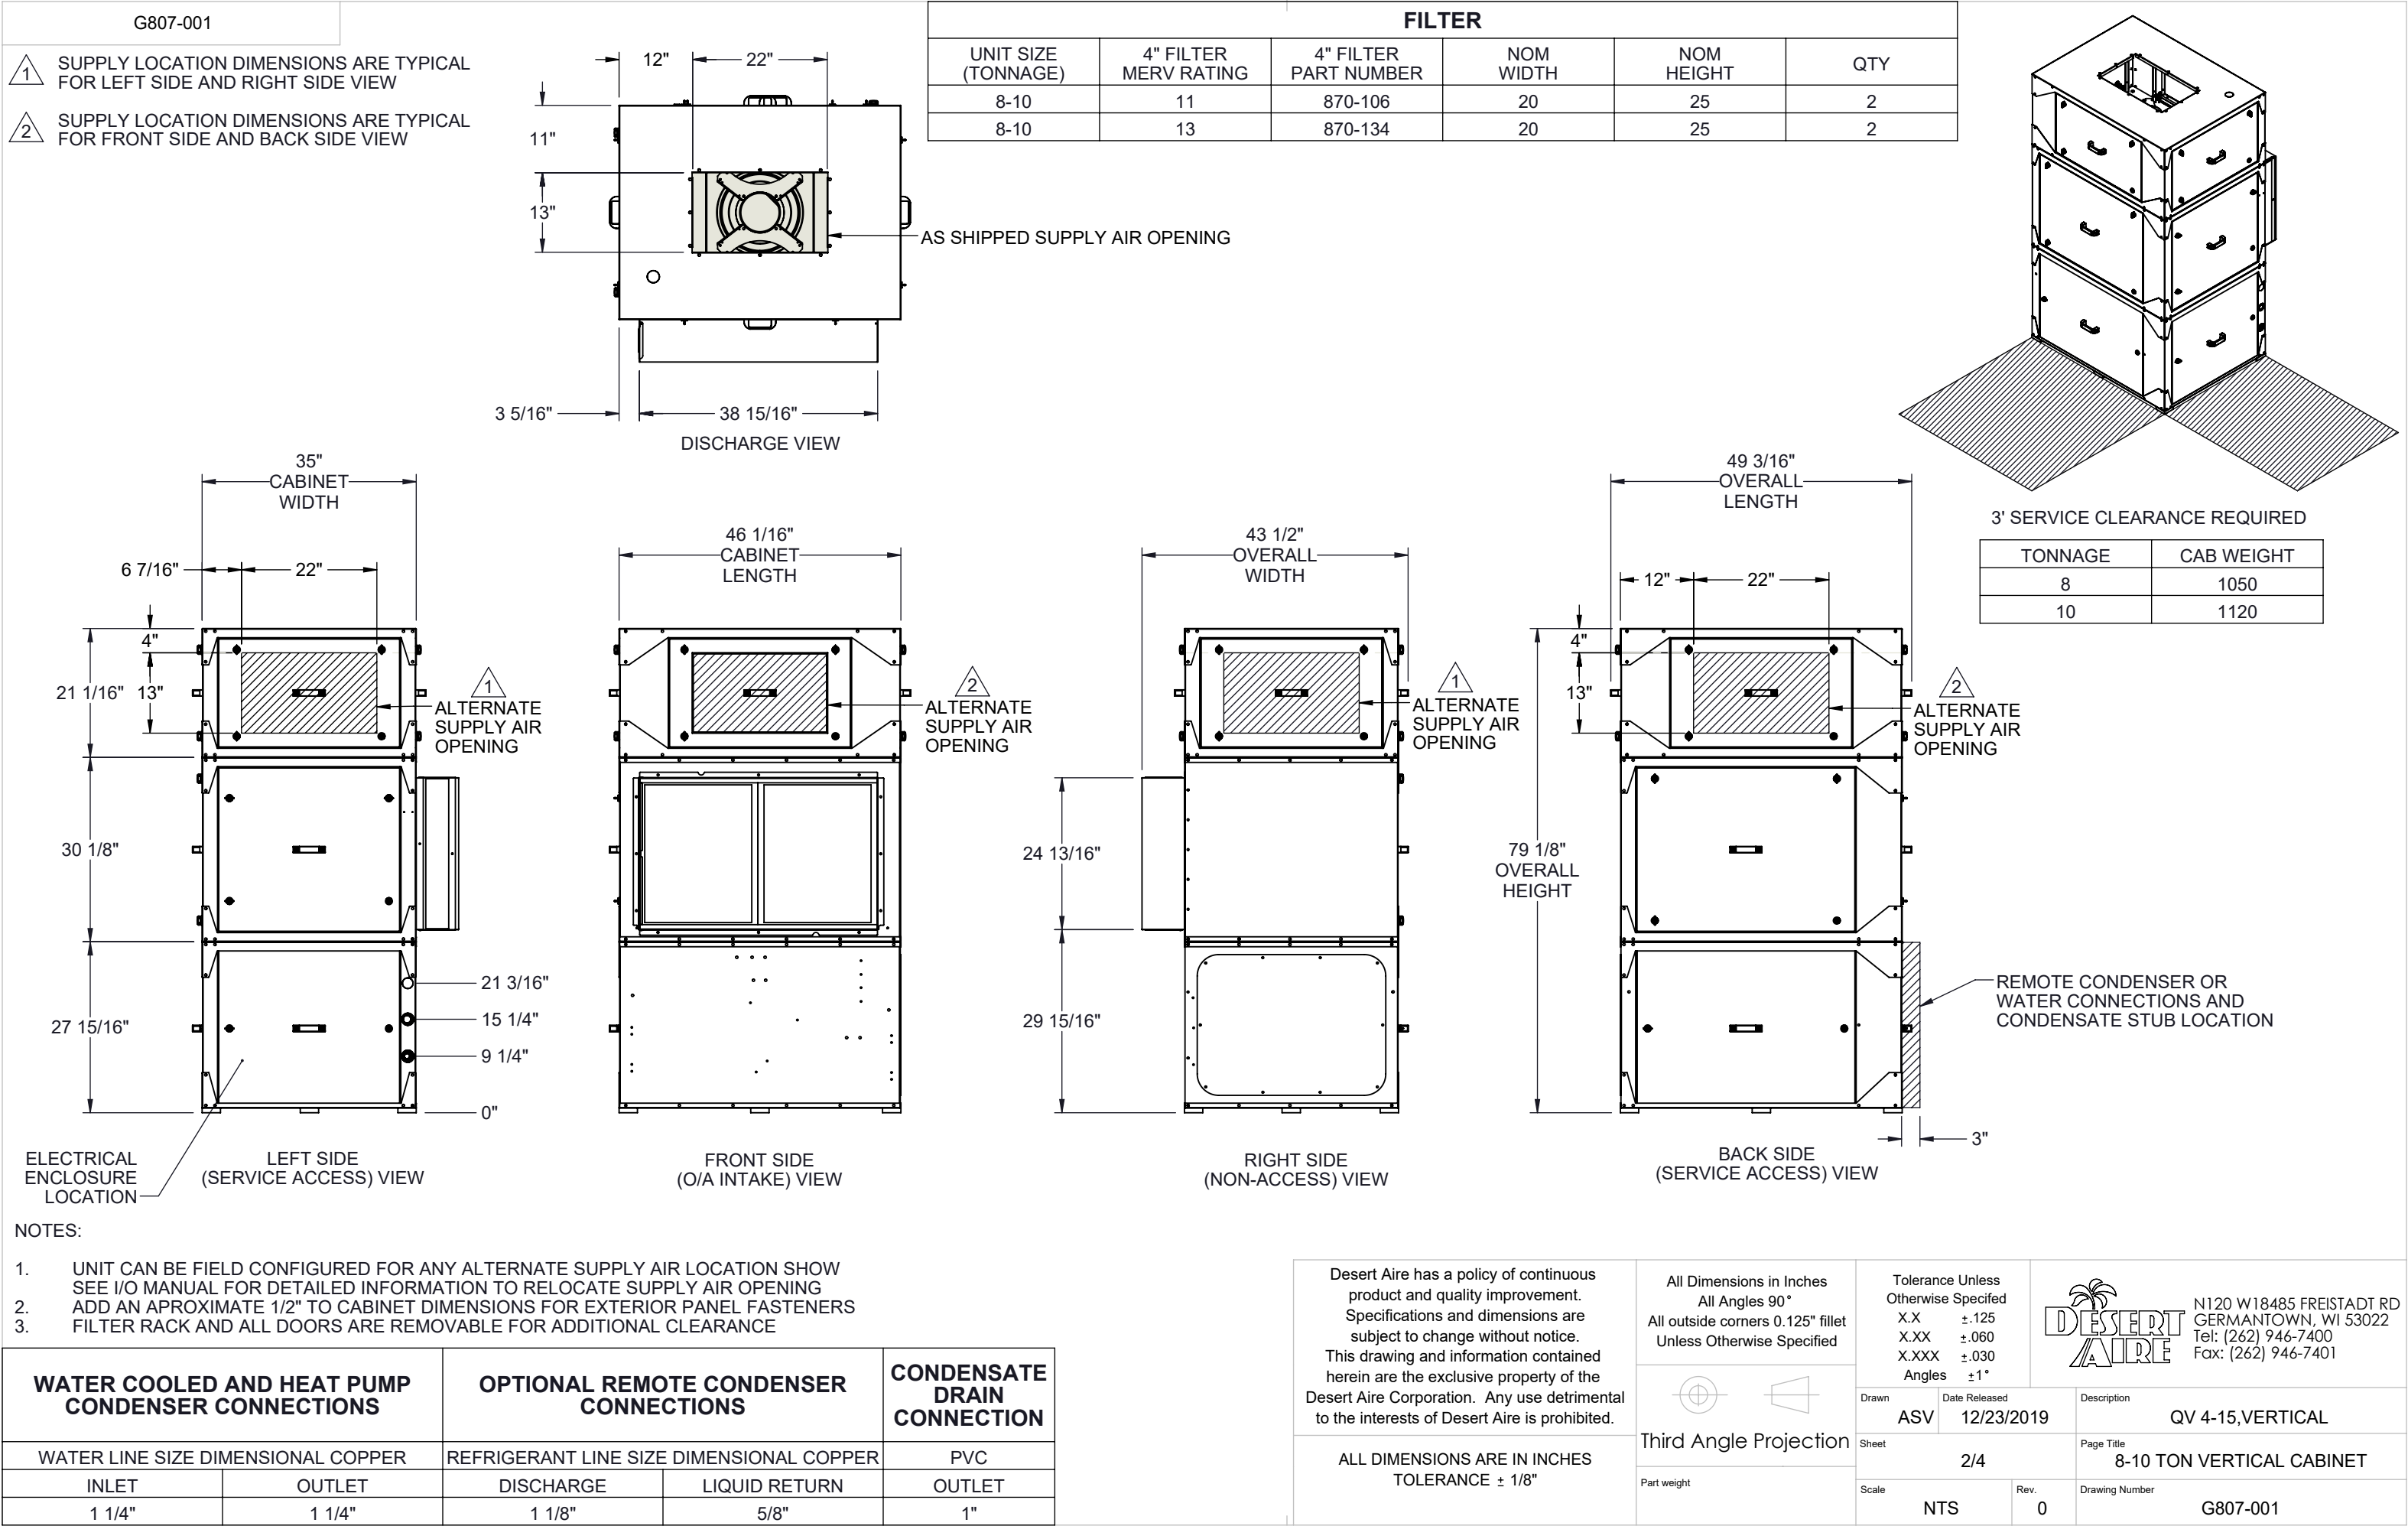 G807-001
1
SUPPLY LOCATION DIMENSIONS ARE TYPICAL
FOR LEFT SIDE AND RIGHT SIDE VIEW
2
SUPPLY LOCATION DIMENSIONS ARE TYPICAL
FOR FRONT SIDE AND BACK SIDE VIEW
12"
22"
11"
13"
AS SHIPPED SUPPLY AIR OPENING
3 5/16"
38 15/16"
DISCHARGE VIEW
FILTER
UNIT SIZE (TONNAGE) 4" FILTER MERV RATING 4" FILTER PART NUMBER NOM WIDTH NOM HEIGHT QTY
8-10 11 870-106 20 25 2
8-10 13 870-134 20 25 2
3' SERVICE CLEARANCE REQUIRED
TONNAGE CAB WEIGHT
8 1050
10 1120
35"
CABINET
WIDTH
6 7/16"
22"
4"
21 1/16"
13"
1
ALTERNATE
SUPPLY AIR
OPENING
30 1/8"
27 15/16"
21 3/16"
15 1/4"
9 1/4"
0"
ELECTRICAL
ENCLOSURE
LOCATION
LEFT SIDE
(SERVICE ACCESS) VIEW
46 1/16"
CABINET
LENGTH
2
ALTERNATE
SUPPLY AIR
OPENING
FRONT SIDE
(O/A INTAKE) VIEW
43 1/2"
OVERALL
WIDTH
1
ALTERNATE
SUPPLY AIR
OPENING
24 13/16"
29 15/16"
RIGHT SIDE
(NON-ACCESS) VIEW
49 3/16"
OVERALL
LENGTH
12"
22"
4"
13"
2
ALTERNATE
SUPPLY AIR
OPENING
79 1/8"
OVERALL
HEIGHT
REMOTE CONDENSER OR
WATER CONNECTIONS AND
CONDENSATE STUB LOCATION
3"
BACK SIDE
(SERVICE ACCESS) VIEW
NOTES:
1. UNIT CAN BE FIELD CONFIGURED FOR ANY ALTERNATE SUPPLY AIR LOCATION SHOW
SEE I/O MANUAL FOR DETAILED INFORMATION TO RELOCATE SUPPLY AIR OPENING
2. ADD AN APROXIMATE 1/2" TO CABINET DIMENSIONS FOR EXTERIOR PANEL FASTENERS
3. FILTER RACK AND ALL DOORS ARE REMOVABLE FOR ADDITIONAL CLEARANCE
WATER COOLED AND HEAT PUMP
CONDENSER CONNECTIONS
OPTIONAL REMOTE CONDENSER
CONNECTIONS
CONDENSATE
DRAIN
CONNECTION
WATER LINE SIZE DIMENSIONAL COPPER REFRIGERANT LINE SIZE DIMENSIONAL COPPER PVC
INLET OUTLET DISCHARGE LIQUID RETURN OUTLET
1 1/4" 1 1/4" 1 1/8" 5/8" 1"
Desert Aire has a policy of continuous
product and quality improvement.
Specifications and dimensions are
subject to change without notice.
This drawing and information contained
herein are the exclusive property of the
Desert Aire Corporation. Any use detrimental
to the interests of Desert Aire is prohibited.
ALL DIMENSIONS ARE IN INCHES
TOLERANCE ± 1/8"
All Dimensions in Inches
All Angles 90°
All outside corners 0.125" fillet
Unless Otherwise Specified
Third Angle Projection
Part weight
Tolerance Unless
Otherwise Specifed
X.X ±.125
X.XX ±.060
X.XXX ±.030
Angles ±1°
DESERT
AIRE
N120 W18485 FREISTADT RD
GERMANTOWN, WI 53022
Tel: (262) 946-7400
Fax: (262) 946-7401
Drawn
ASV
Date Released
12/23/2019
Description
QV 4-15,VERTICAL
Sheet
2/4
Page Title
8-10 TON VERTICAL CABINET
Scale
NTS
Rev.
0
Drawing Number
G807-001